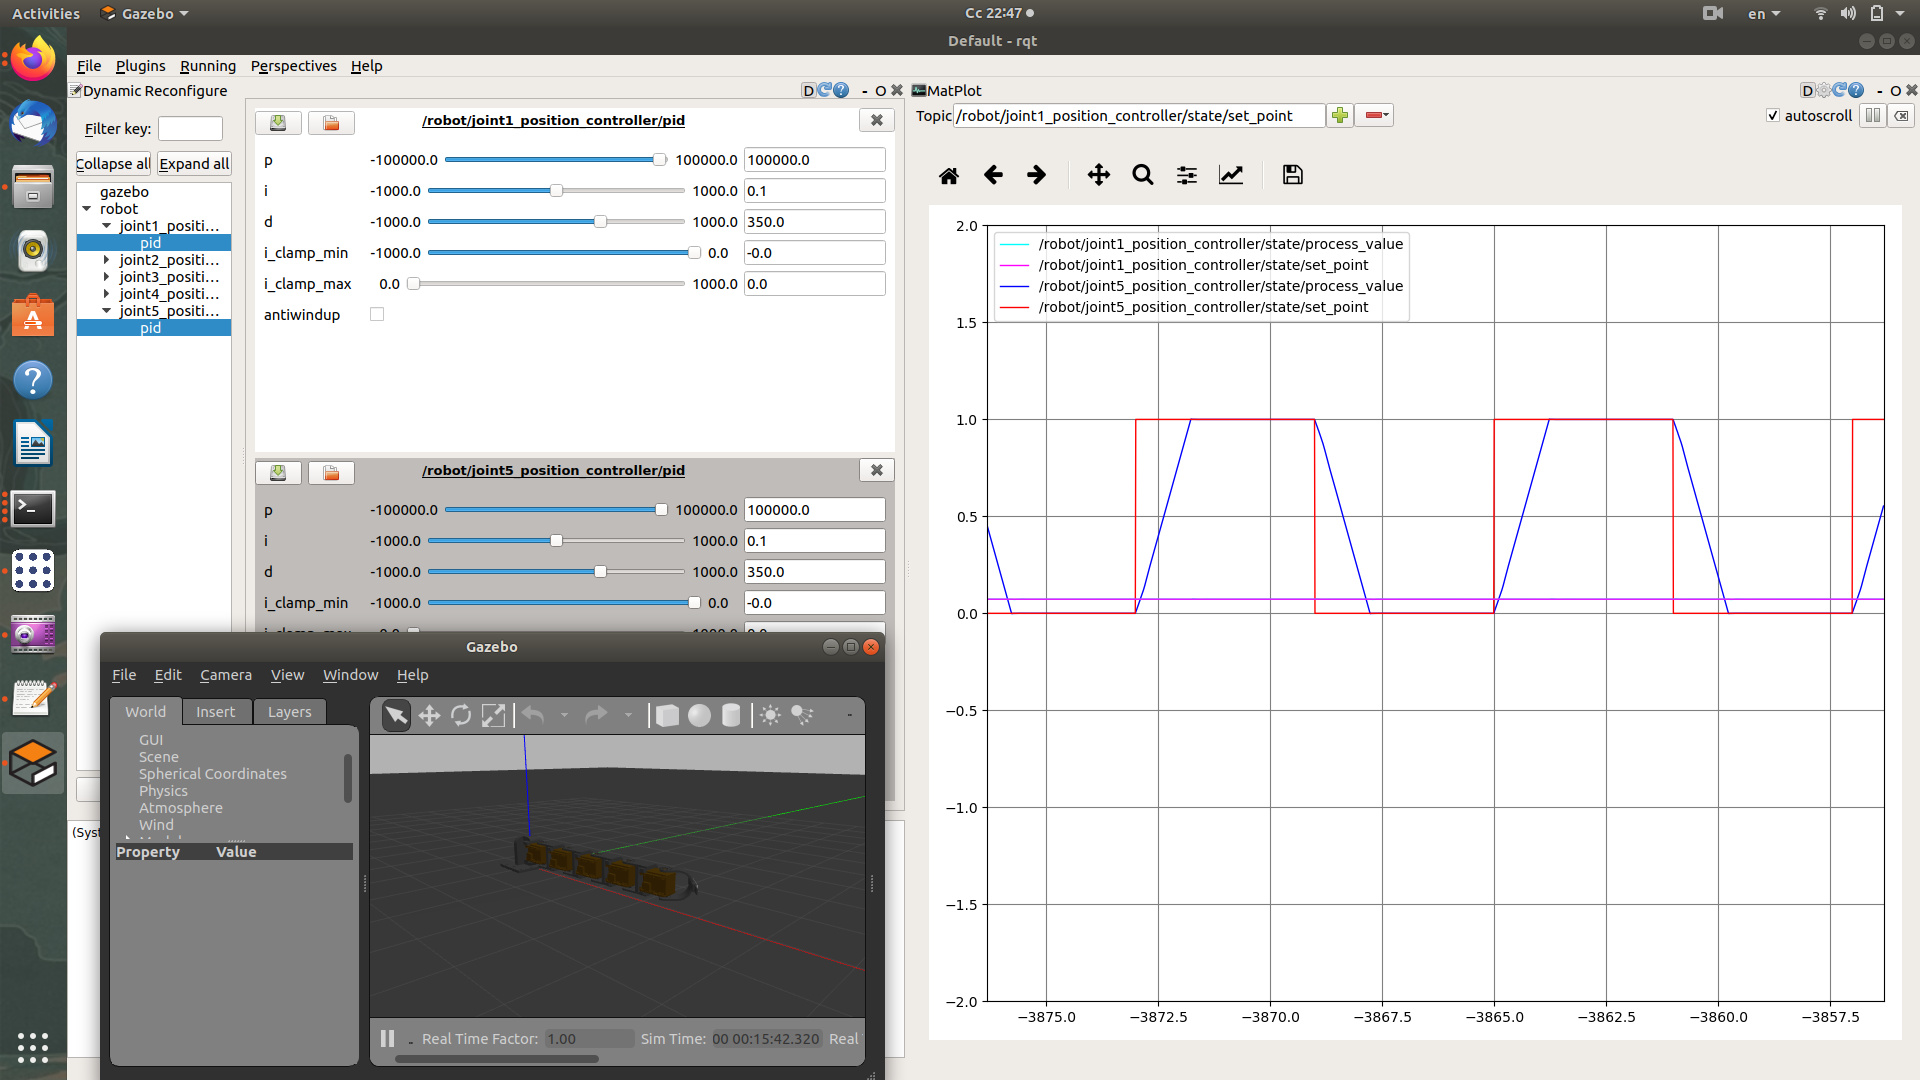 Activities
Gazebo
Сс 22:47
en
Default - rqt
File Plugins Running Perspectives Help
Dynamic Reconfigure
D
- O
Filter key:
Collapse all
Expand all
gazebo
robot
joint1_positi...
pid
joint2_positi...
joint3_positi...
joint4_positi...
joint5_positi...
pid
/robot/joint1_position_controller/pid
p -100000.0 100000.0 100000.0
i -1000.0 1000.0 0.1
d -1000.0 1000.0 350.0
i_clamp_min -1000.0 0.0 -0.0
i_clamp_max 0.0 1000.0 0.0
antiwindup
/robot/joint5_position_controller/pid
p -100000.0 100000.0 100000.0
i -1000.0 1000.0 0.1
d -1000.0 1000.0 350.0
i_clamp_min -1000.0 0.0 -0.0
(Syst
MatPlot
D
- O
Topic /robot/joint1_position_controller/state/set_point
autoscroll
/robot/joint1_position_controller/state/process_value
/robot/joint1_position_controller/state/set_point
/robot/joint5_position_controller/state/process_value
/robot/joint5_position_controller/state/set_point
2.0
1.5
1.0
0.5
0.0
−0.5
−1.0
−1.5
−2.0
−3875.0 −3872.5 −3870.0 −3867.5 −3865.0 −3862.5 −3860.0 −3857.5
Gazebo
File Edit Camera View Window Help
World Insert Layers
GUI
Scene
Spherical Coordinates
Physics
Atmosphere
Wind
Property Value
Real Time Factor: 1.00 Sim Time: 00 00:15:42.320 Real